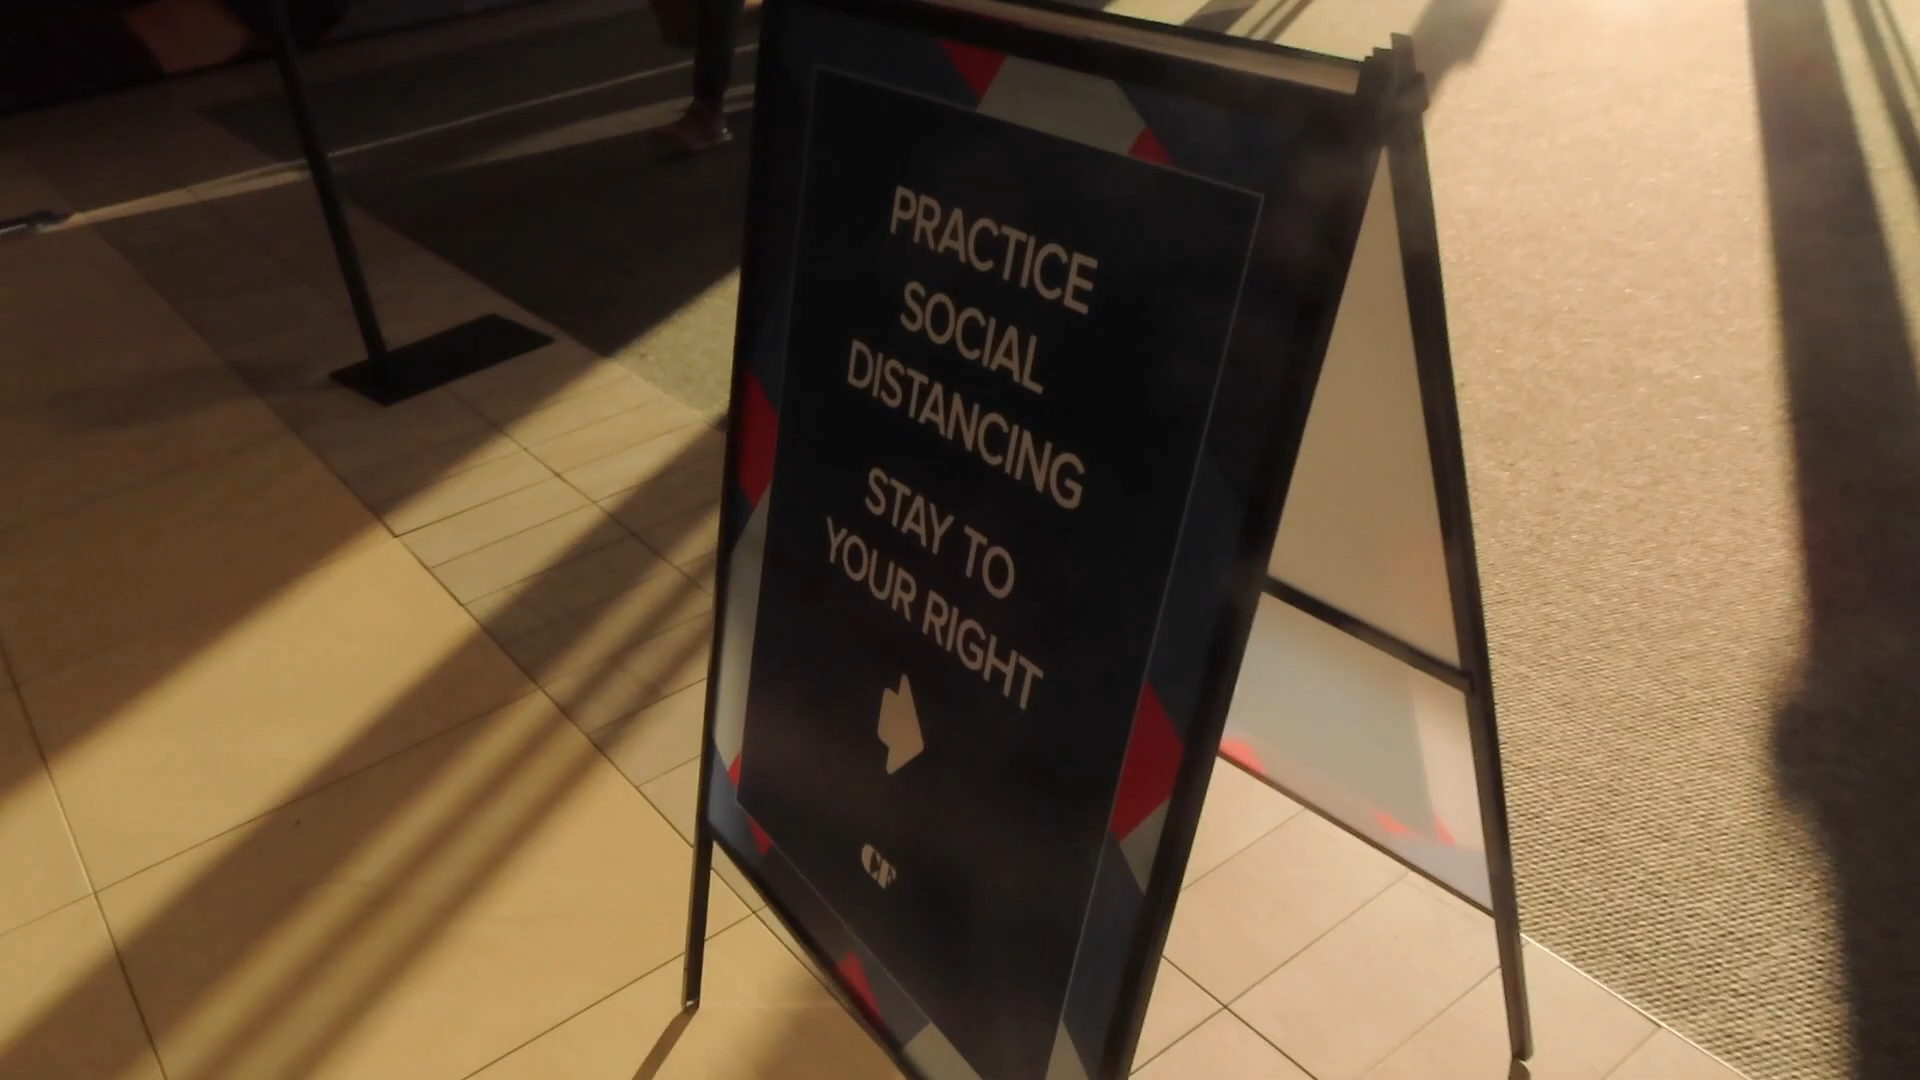 PRACTICE
SOCIAL
DISTANCING
STAY TO
YOUR RIGHT
CF